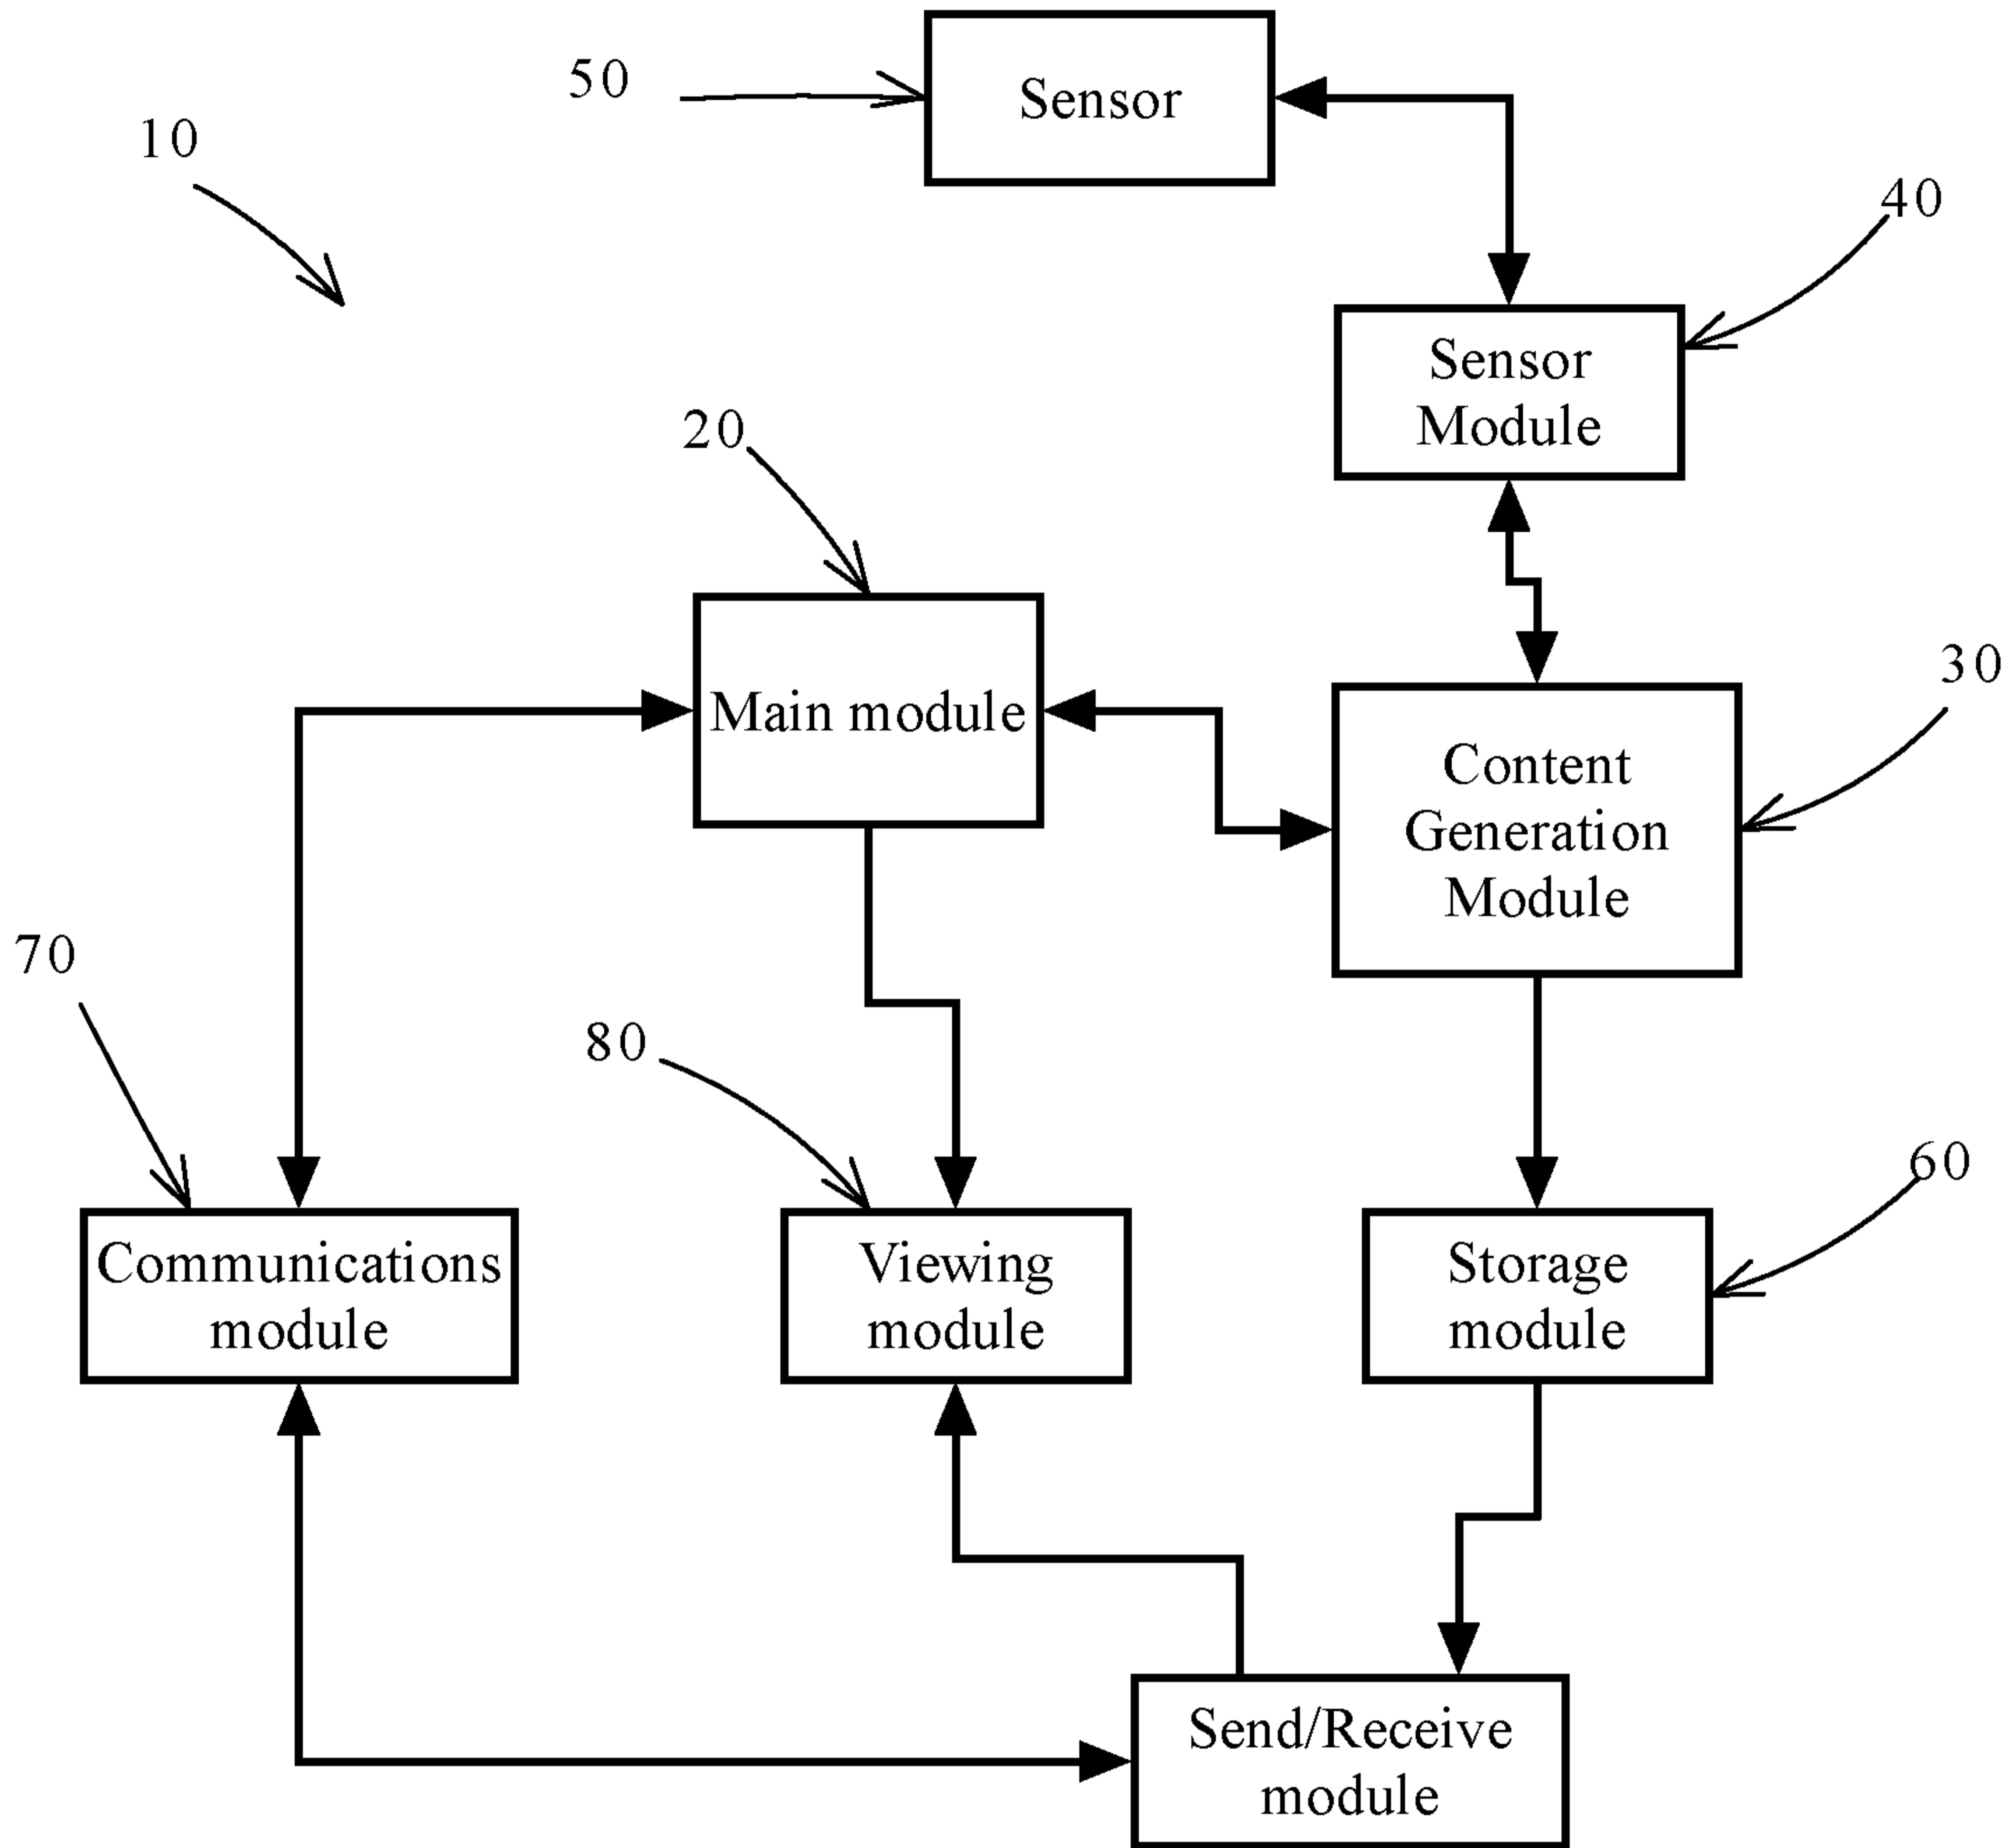 50
Sensor
10
40
Sensor
Module
20
Main module
30
Content
Generation
Module
70
80
60
Communications
module
Viewing
module
Storage
module
Send/Receive
module